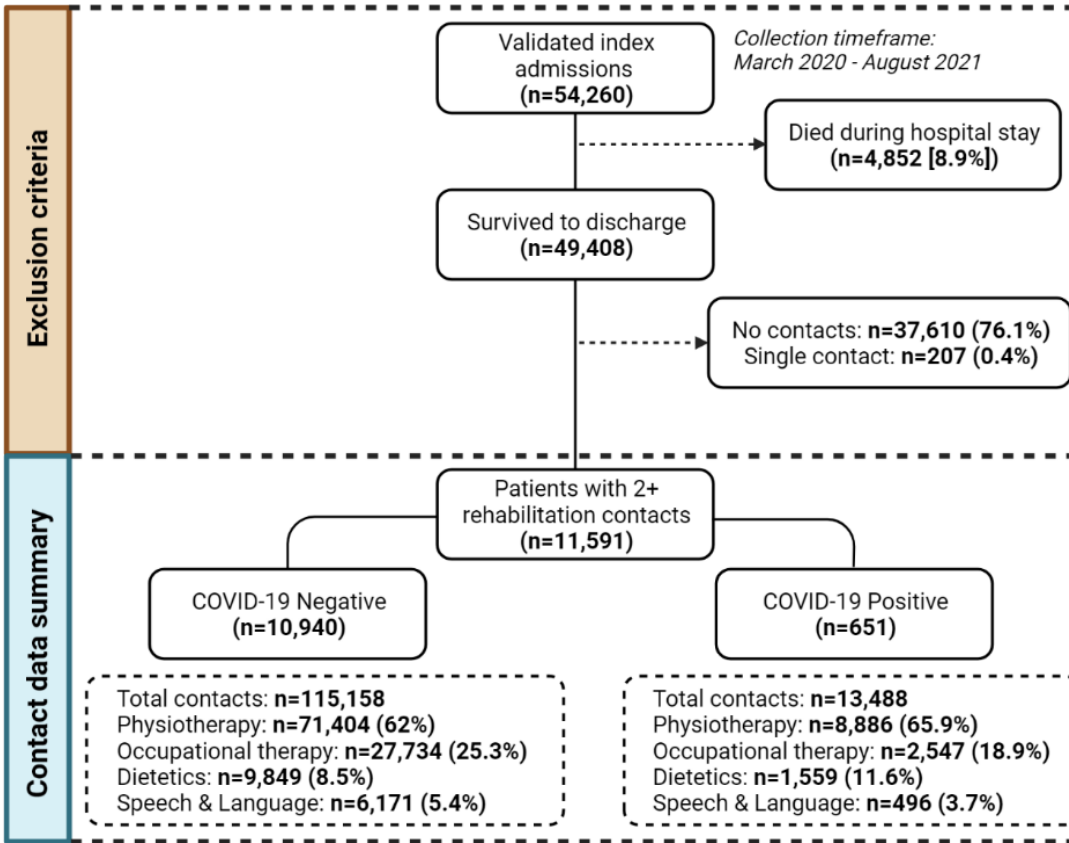 Exclusion criteria
Validated index
admissions
(n=54,260)
Collection timeframe:
March 2020 - August 2021
Died during hospital stay
(n=4,852 [8.9%])
Survived to discharge
(n=49,408)
No contacts: n=37,610 (76.1%)
Single contact: n=207 (0.4%)
Contact data summary
Patients with 2+
rehabilitation contacts
(n=11,591)
COVID-19 Negative
(n=10,940)
COVID-19 Positive
(n=651)
Total contacts: n=115,158
Physiotherapy: n=71,404 (62%)
Occupational therapy: n=27,734 (25.3%)
Dietetics: n=9,849 (8.5%)
Speech & Language: n=6,171 (5.4%)
Total contacts: n=13,488
Physiotherapy: n=8,886 (65.9%)
Occupational therapy: n=2,547 (18.9%)
Dietetics: n=1,559 (11.6%)
Speech & Language: n=496 (3.7%)